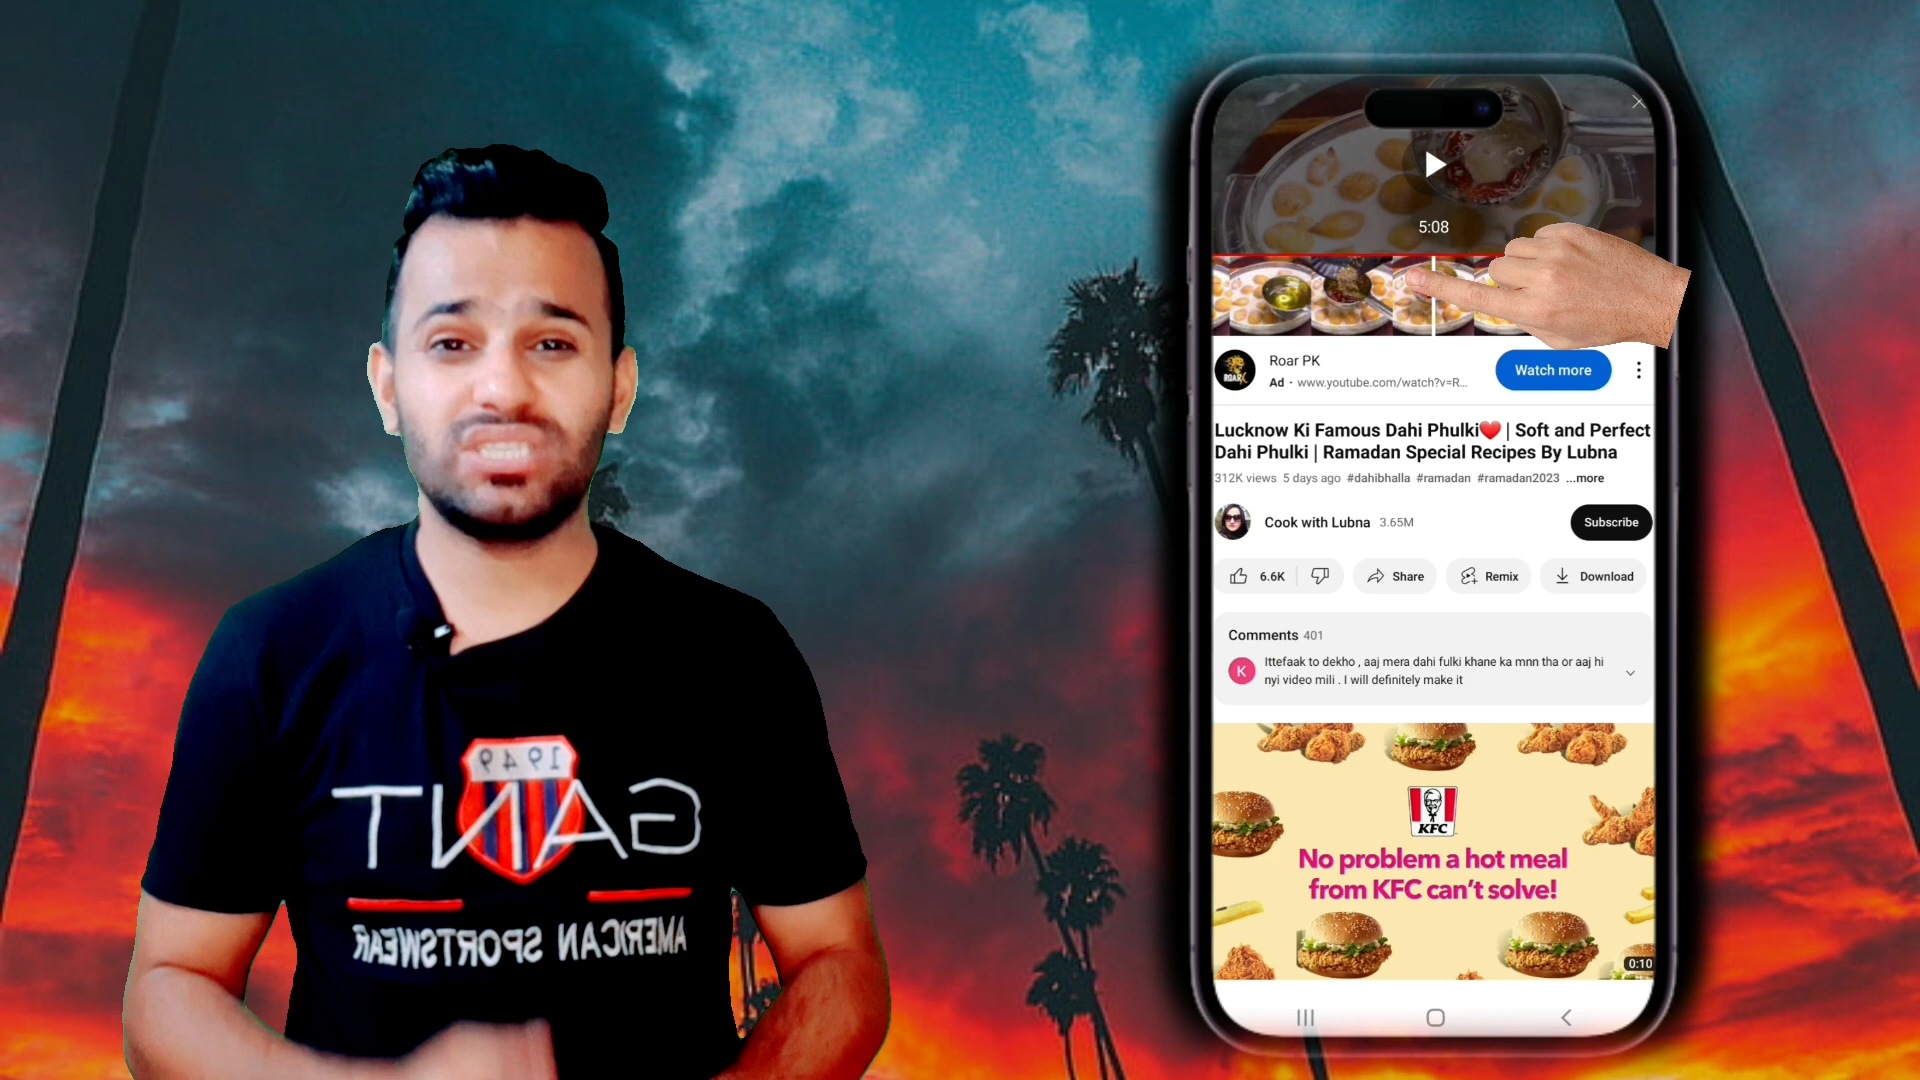 1949
GANT
AMERICAN SPORTSWEAR
5:08
ROAR
Roar PK
Ad · www.youtube.com/watch?v=R...
Watch more
Lucknow Ki Famous Dahi Phulki❤️ | Soft and Perfect
Dahi Phulki | Ramadan Special Recipes By Lubna
312K views 5 days ago #dahibhalla #ramadan #ramadan2023 ...more
Cook with Lubna 3.65M
Subscribe
6.6K
Share
Remix
Download
Comments 401
K
Ittefaak to dekho , aaj mera dahi fulki khane ka mnn tha or aaj hi
nyi video mili . I will definitely make it
KFC
No problem a hot meal
from KFC can't solve!
0:10